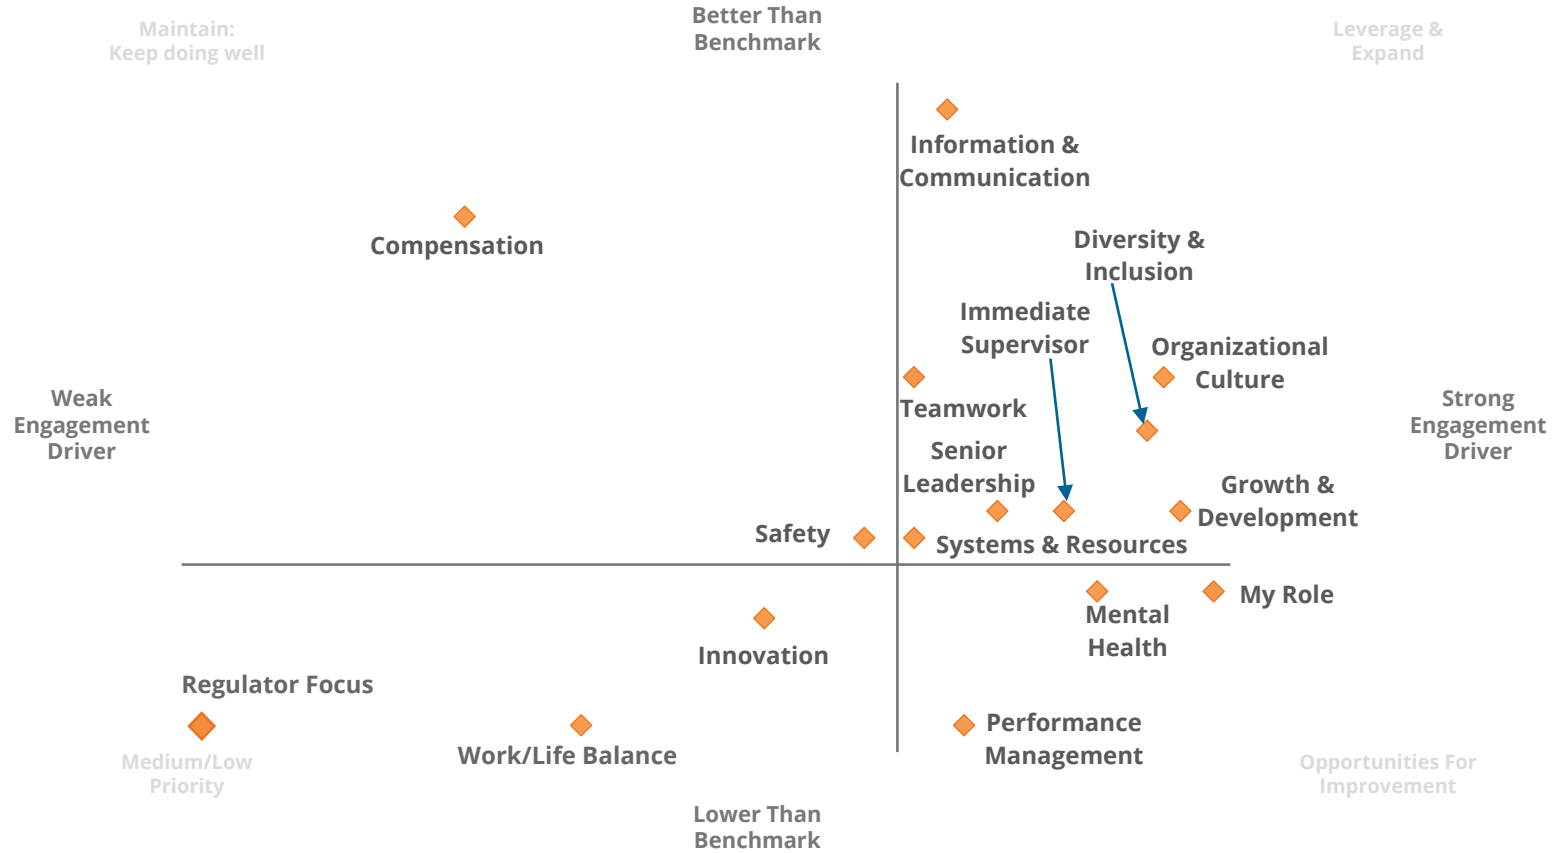 Better Than
Benchmark
Maintain:
Keep doing well
Leverage &
Expand
Information &
Communication
Compensation
Diversity &
Inclusion
Immediate
Supervisor
Organizational
Culture
Weak
Engagement
Driver
Strong
Engagement
Driver
Teamwork
Senior
Leadership
Growth &
Development
Safety
Systems & Resources
My Role
Mental
Health
Innovation
Regulator Focus
Performance
Management
Work/Life Balance
Medium/Low
Priority
Opportunities For
Improvement
Lower Than
Benchmark